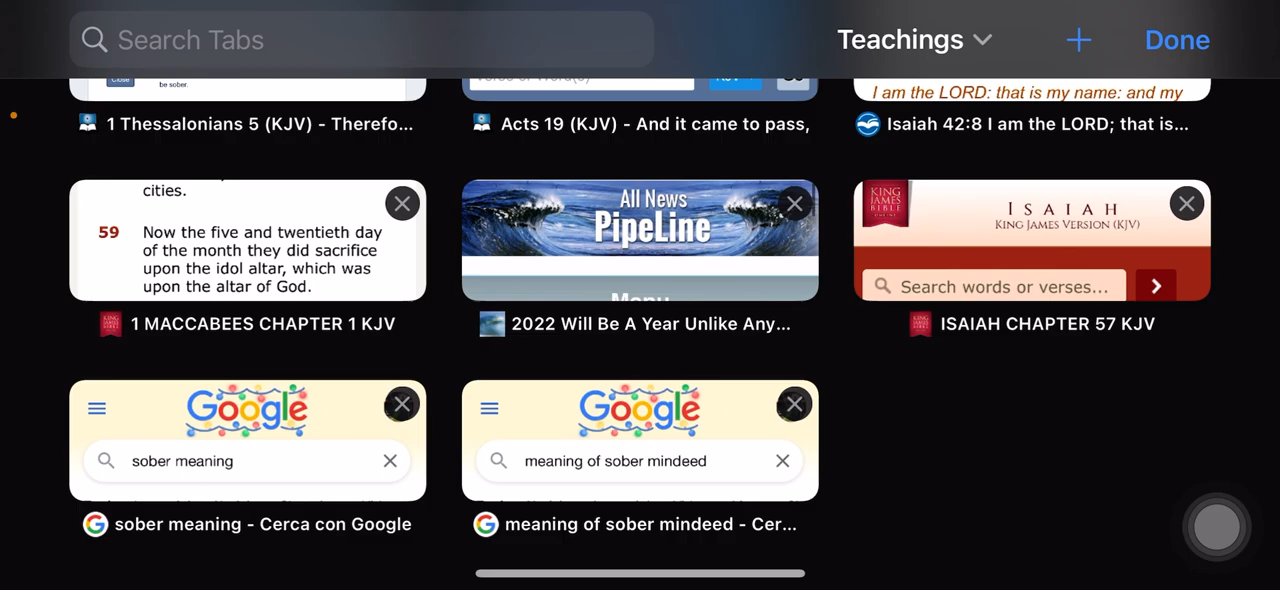 Search Tabs
Teachings
Done
Close
be sober.
I am the LORD: that is my name: and my
1 Thessalonians 5 (KJV) - Therefo...
Acts 19 (KJV) - And it came to pass,
Isaiah 42:8 I am the LORD; that is...
cities.
59 Now the five and twentieth day
of the month they did sacrifice
upon the idol altar, which was
upon the altar of God.
All News
PipeLine
Menu
KING
JAMES
BIBLE
ONLINE
ISAIAH
KING JAMES VERSION (KJV)
Search words or verses...
1 MACCABEES CHAPTER 1 KJV
2022 Will Be A Year Unlike Any...
ISAIAH CHAPTER 57 KJV
Google
sober meaning
Google
meaning of sober mindeed
sober meaning - Cerca con Google
meaning of sober mindeed - Cer...